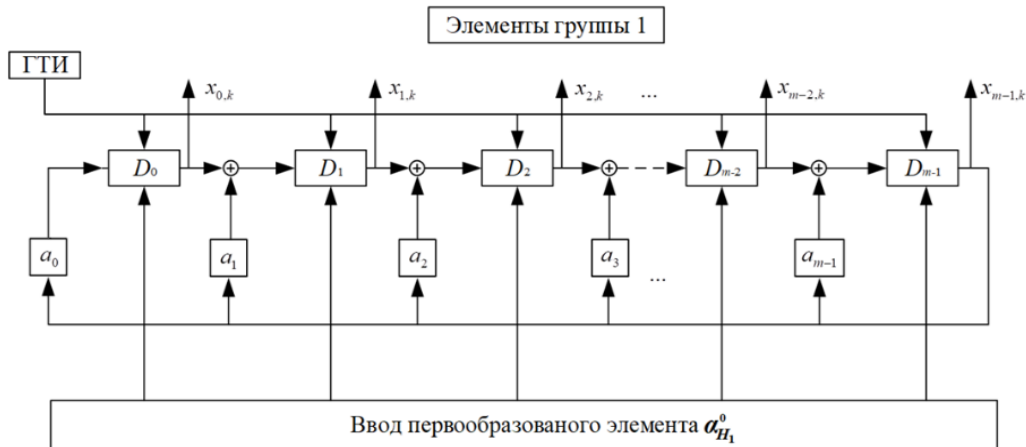 Элементы группы 1
ГТИ
x₀,ₖ x₁,ₖ x₂,ₖ ... xₘ₋₂,ₖ xₘ₋₁,ₖ
D₀ D₁ D₂ Dₘ₋₂ Dₘ₋₁
a₀ a₁ a₂ a₃ ... aₘ₋₁
Ввод первообразованого элемента α⁰_H₁